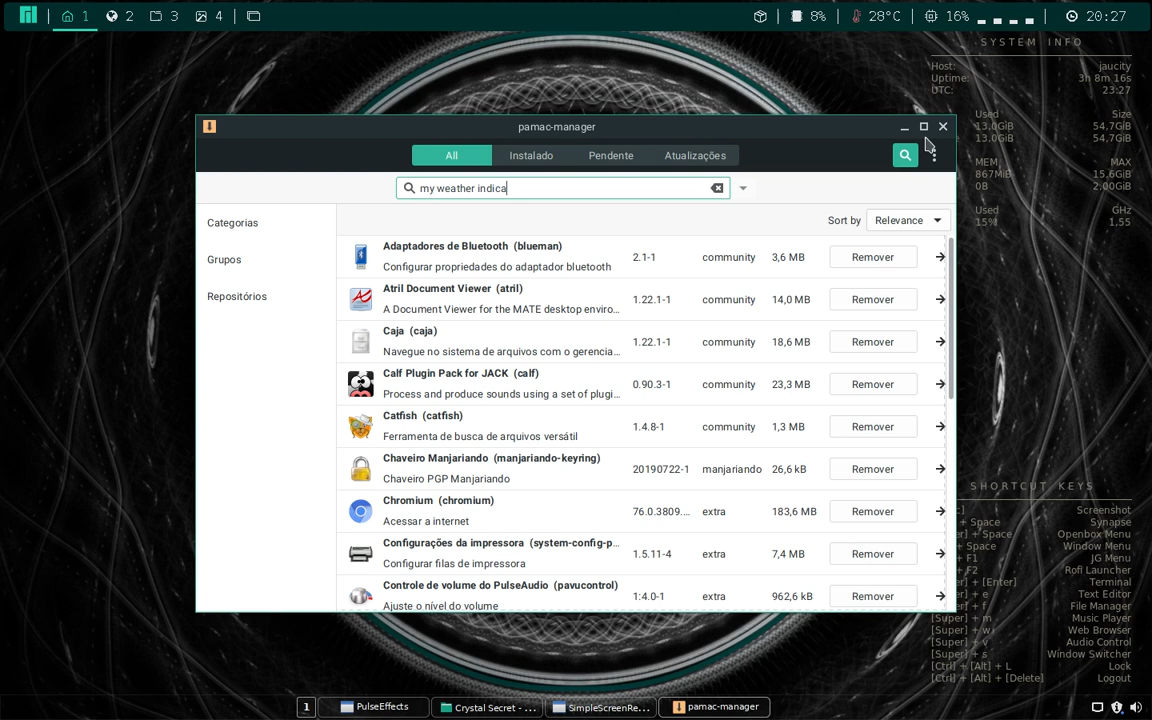 1 2 3 4 8% 28°C 16% 20:27
SYSTEM INFO
Host: jaucity
Uptime: 3h 8m 16s
UTC: 23:27
Used Size
13,0GiB 54,7GiB
13,0GiB 54,7GiB
MEM MAX
867MiB 15,6GiB
0B 2,00GiB
Used GHz
15% 1,55
pamac-manager
All Instalado Pendente Atualizações
my weather indica
Categorias
Grupos
Repositórios
Sort by Relevance
Adaptadores de Bluetooth (blueman)
Configurar propriedades do adaptador bluetooth
2.1-1 community 3,6 MB Remover
Atril Document Viewer (atril)
A Document Viewer for the MATE desktop enviro...
1.22.1-1 community 14,0 MB Remover
Caja (caja)
Navegue no sistema de arquivos com o gerencia...
1.22.1-1 community 18,6 MB Remover
Calf Plugin Pack for JACK (calf)
Process and produce sounds using a set of plugi...
0.90.3-1 community 23,3 MB Remover
Catfish (catfish)
Ferramenta de busca de arquivos versátil
1.4.8-1 community 1,3 MB Remover
Chaveiro Manjariando (manjariando-keyring)
Chaveiro PGP Manjariando
20190722-1 manjariando 26,6 kB Remover
Chromium (chromium)
Acessar a internet
76.0.3809.... extra 183,6 MB Remover
Configurações da impressora (system-config-p...
Configurar filas de impressora
1.5.11-4 extra 7,4 MB Remover
Controle de volume do PulseAudio (pavucontrol)
Ajuste o nível do volume
1:4.0-1 extra 962,6 kB Remover
SHORTCUT KEYS
c] Screenshot
+ Space Synapse
er] + Space Openbox Menu
+ Space Window Menu
+ F1 JG Menu
+ F2 Rofi Launcher
er] + [Enter] Terminal
er] + e Text Editor
er] + f File Manager
[Super] + m Music Player
[Super] + w Web Browser
[Super] + v Audio Control
[Super] + s Window Switcher
[Ctrl] + [Alt] + L Lock
[Ctrl] + [Alt] + [Delete] Logout
1 PulseEffects Crystal Secret - ... SimpleScreenRe... pamac-manager